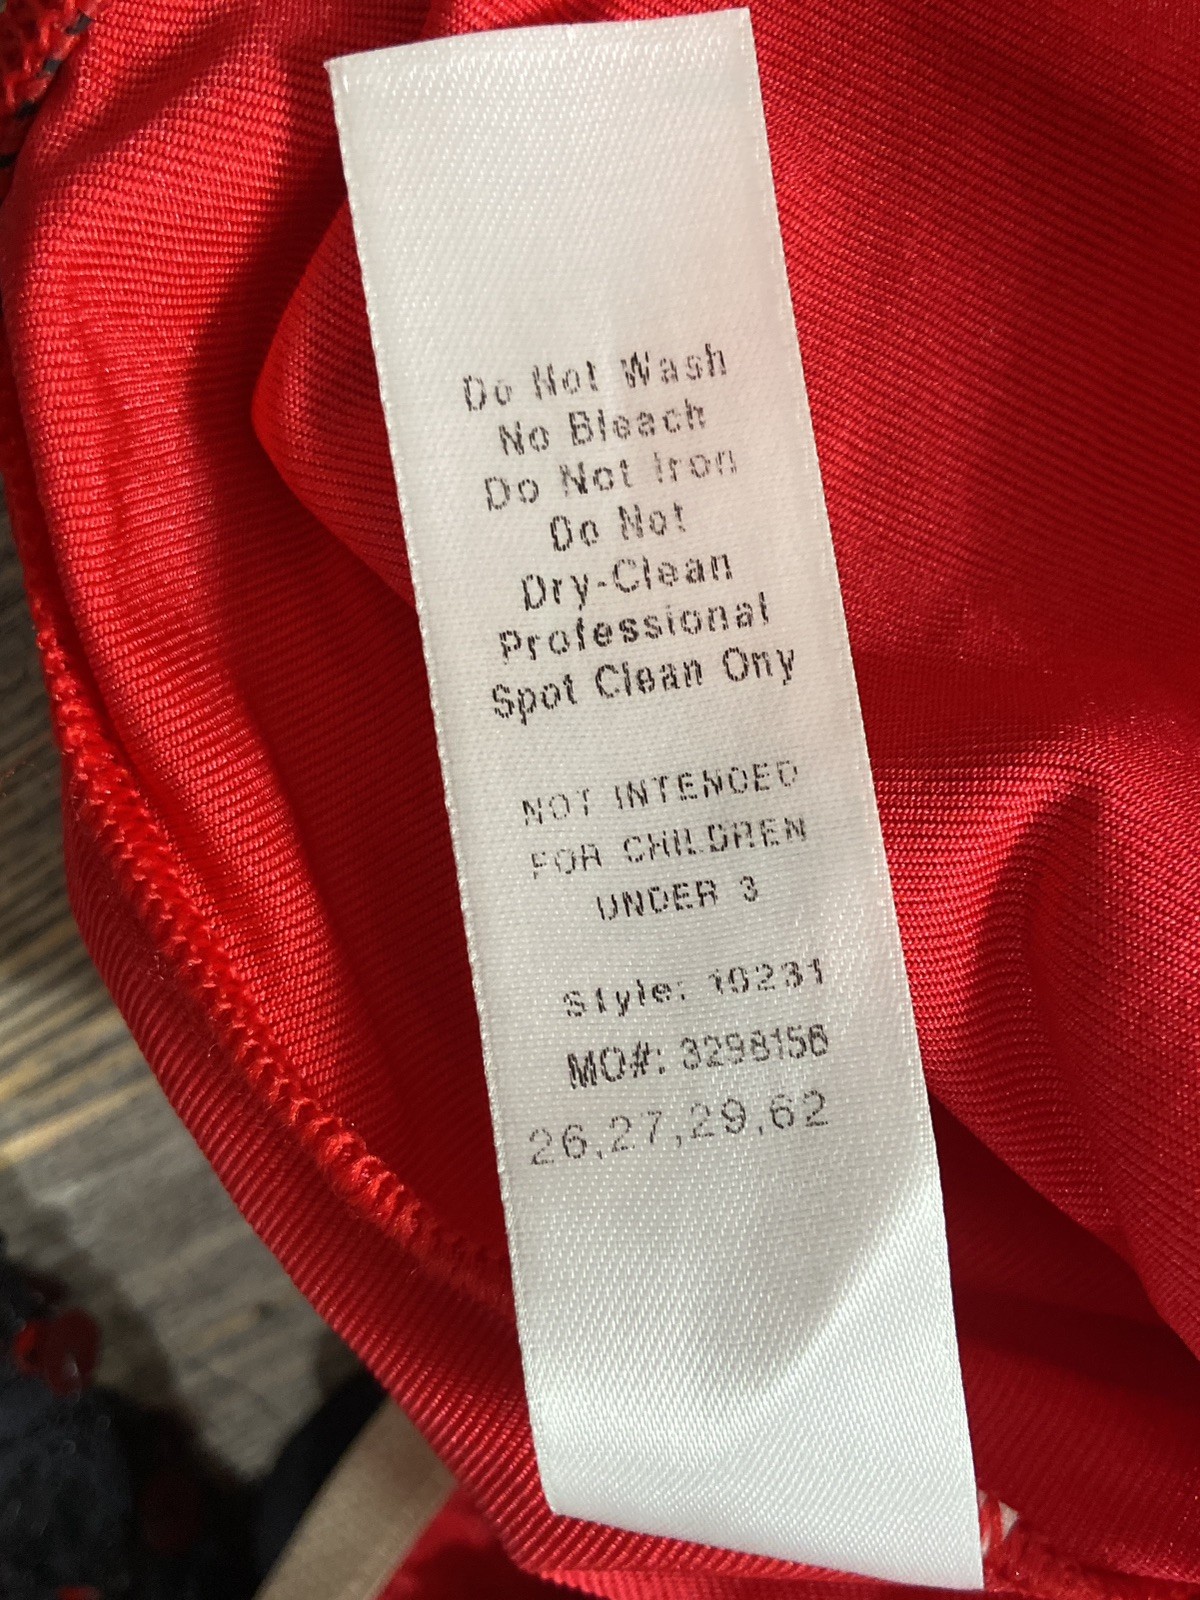 Do Not Wash
No Bleach
Do Not Iron
Do Not
Dry-Clean
Professional
Spot Clean Ony
NOT INTENDED
FOR CHILDREN
UNDER 3
Style: 19231
MO#: 3298156
26,27,29,62